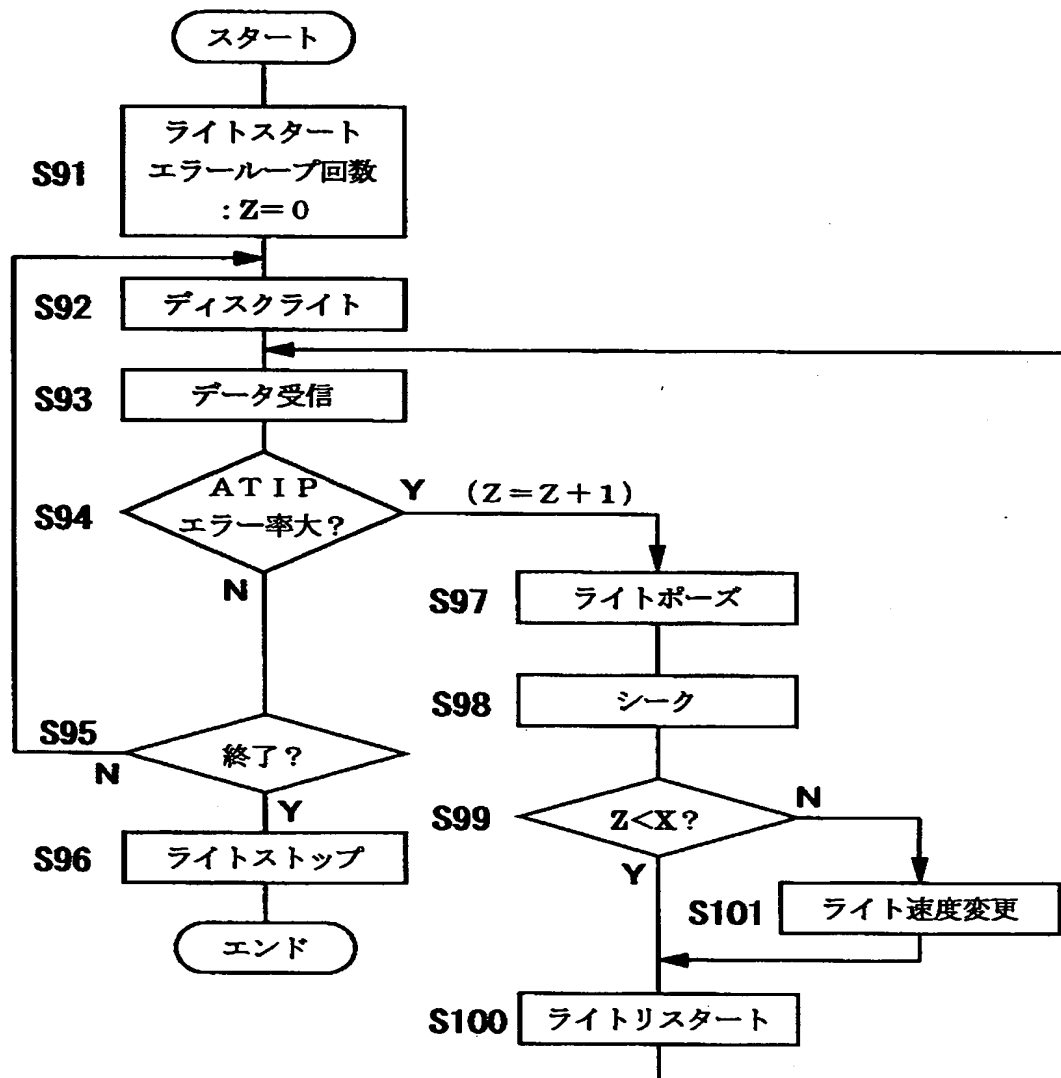 スタート
S91
ライトスタート
エラーループ回数
:Z=0
S92
ディスクライト
S93
データ受信
S94
ATIP
エラー率大?
Y
(Z=Z+1)
N
S97
ライトポーズ
S98
シーク
S95
終了?
N
Y
S99
Z<X?
N
Y
S96
ライトストップ
S101
ライト速度変更
エンド
S100
ライトリスタート